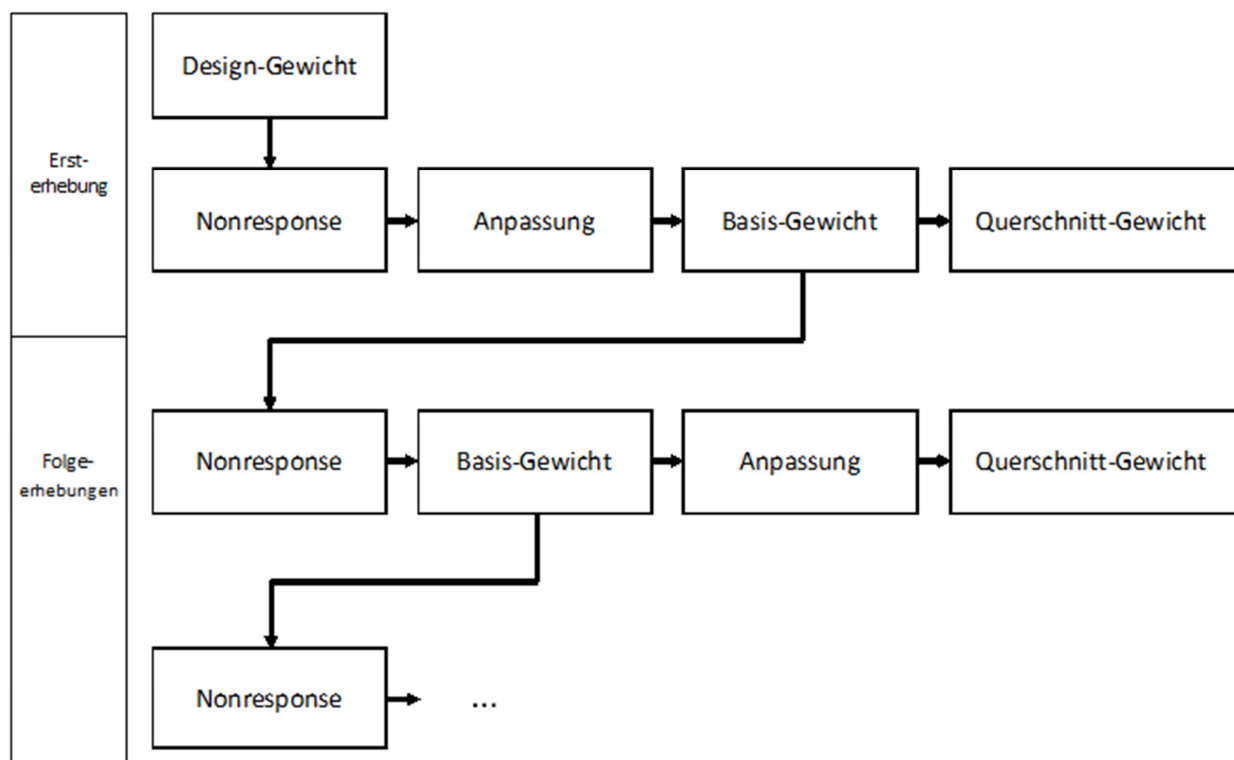 Design-Gewicht
Erst-
erhebung
Nonresponse
Anpassung
Basis-Gewicht
Querschnitt-Gewicht
Folge-
erhebungen
Nonresponse
Basis-Gewicht
Anpassung
Querschnitt-Gewicht
Nonresponse
...